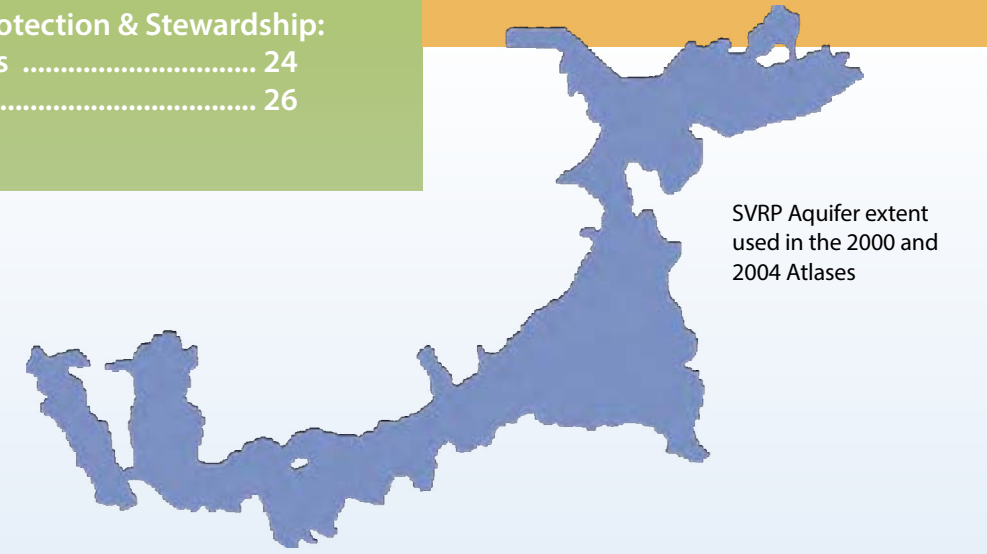 otection & Stewardship:
s .............................. 24
................................. 26
SVRP Aquifer extent
used in the 2000 and
2004 Atlases